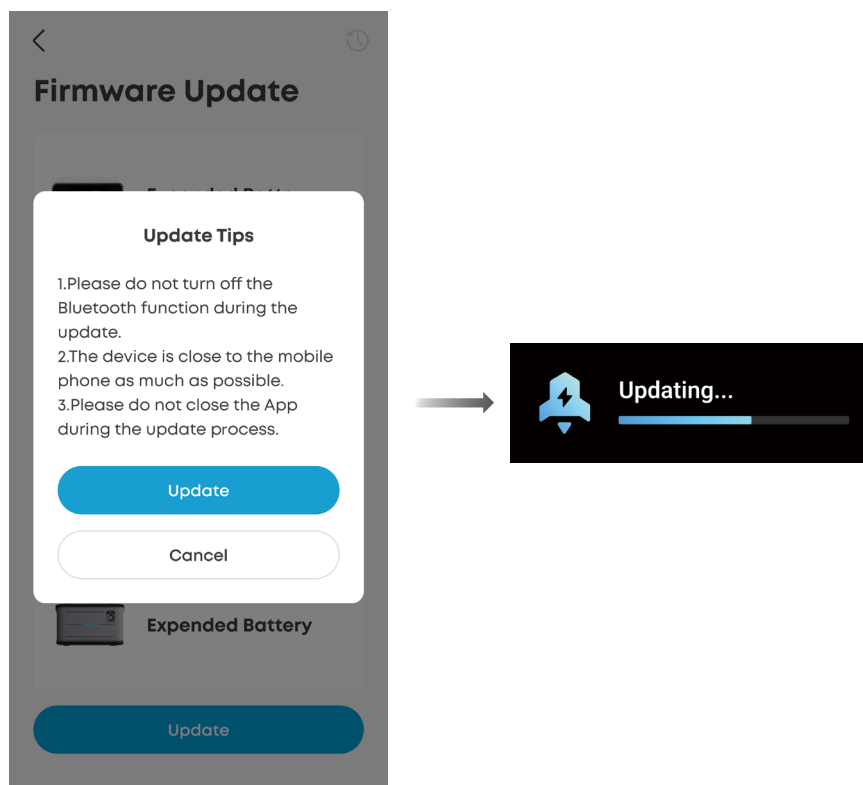 Firmware Update
Update Tips
1.Please do not turn off the
Bluetooth function during the
update.
2.The device is close to the mobile
phone as much as possible.
3.Please do not close the App
during the update process.
Update
Cancel
Expended Battery
Update
Updating...